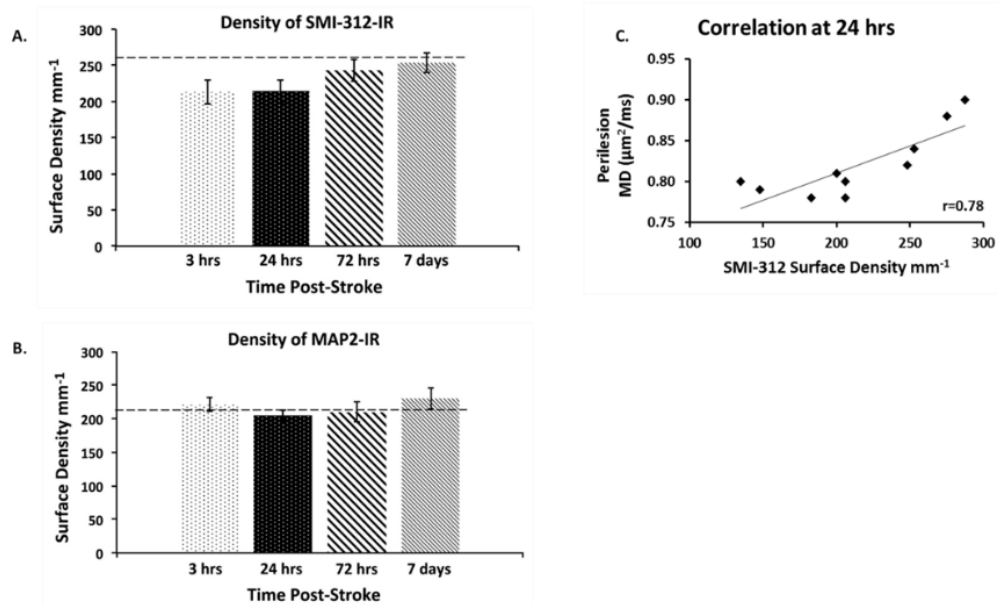 A.
Density of SMI-312-IR
Surface Density mm⁻¹
300
250
200
150
100
50
0
3 hrs 24 hrs 72 hrs 7 days
Time Post-Stroke
B.
Density of MAP2-IR
Surface Density mm⁻¹
300
250
200
150
100
50
0
3 hrs 24 hrs 72 hrs 7 days
Time Post-Stroke
C.
Correlation at 24 hrs
Perilesion
MD (µm²/ms)
0.95
0.90
0.85
0.80
0.75
r=0.78
100 150 200 250 300
SMI-312 Surface Density mm⁻¹